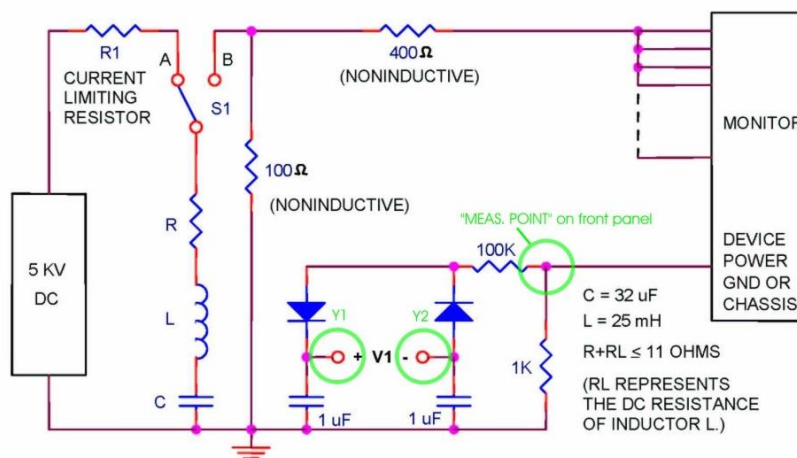 R1
A
B
S1
CURRENT
LIMITING
RESISTOR
400Ω
(NONINDUCTIVE)
MONITOR
100Ω
(NONINDUCTIVE)
R
"MEAS. POINT" on front panel
5 KV
DC
100K
DEVICE
POWER
GND OR
CHASSIS
L
Y1
Y2
+ V1 -
C = 32 uF
L = 25 mH
R+RL ≤ 11 OHMS
(RL REPRESENTS
THE DC RESISTANCE
OF INDUCTOR L.)
1K
C
1 uF
1 uF